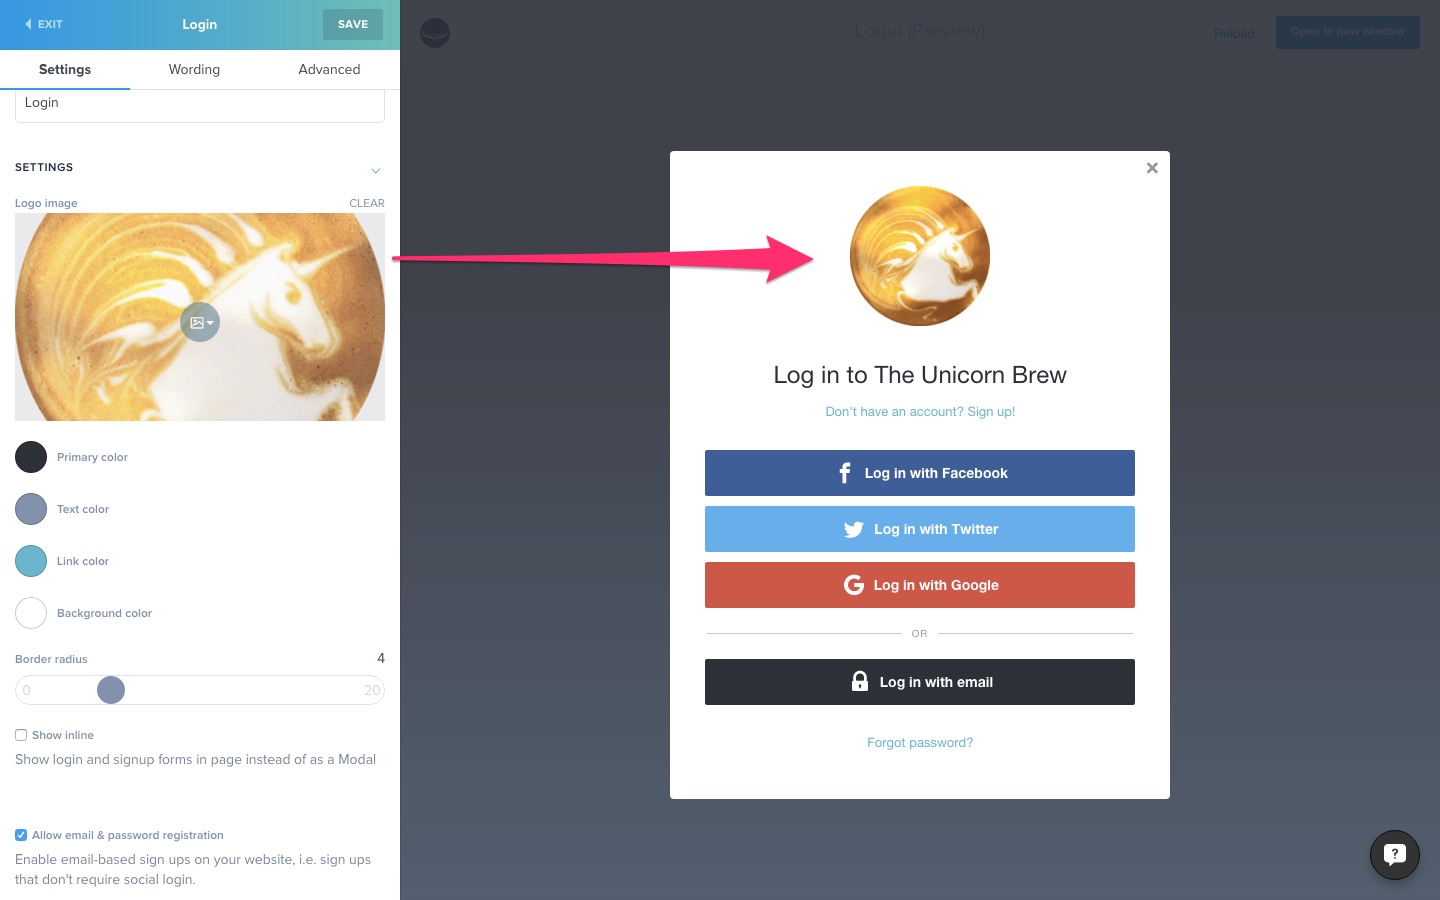 EXIT
Login
SAVE
Settings
Wording
Advanced
Login
SETTINGS
Logo image
CLEAR
Primary color
Text color
Link color
Background color
Border radius
4
0
20
Show inline
Show login and signup forms in page instead of as a Modal
Allow email & password registration
Enable email-based sign ups on your website, i.e. sign ups
that don't require social login.
Login (Preview)
Reload
Open in new window
Log in to The Unicorn Brew
Don't have an account? Sign up!
Log in with Facebook
Log in with Twitter
Log in with Google
OR
Log in with email
Forgot password?